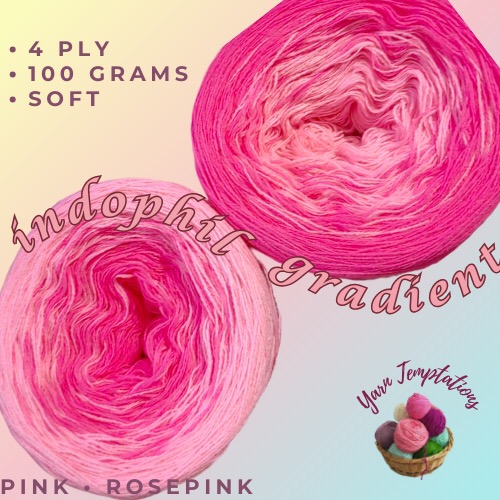 • 4 PLY
• 100 GRAMS
• SOFT
indophil gradient
Yarn Temptations
PINK • ROSEPINK